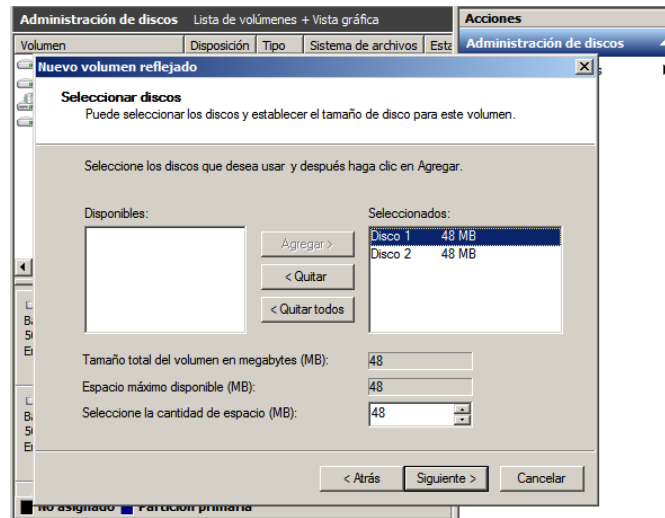 Administración de discos Lista de volúmenes + Vista gráfica
Acciones
Volumen Disposición Tipo Sistema de archivos Esta
Administración de discos
Nuevo volumen reflejado
Seleccionar discos
Puede seleccionar los discos y establecer el tamaño de disco para este volumen.
Seleccione los discos que desea usar y después haga clic en Agregar.
Disponibles:
Seleccionados:
Agregar >
< Quitar
< Quitar todos
Disco 1 48 MB
Disco 2 48 MB
Tamaño total del volumen en megabytes (MB): 48
Espacio máximo disponible (MB): 48
Seleccione la cantidad de espacio (MB): 48
< Atrás Siguiente > Cancelar
No asignado Partición primaria